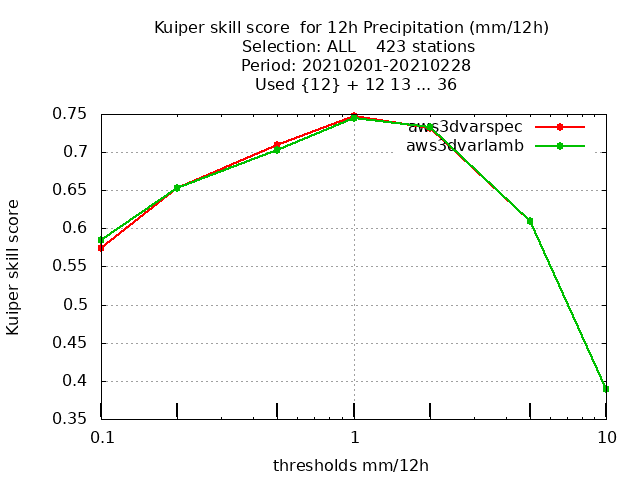 Kuiper skill score  for 12h Precipitation (mm/12h)
Selection: ALL    423 stations
Period: 20210201-20210228
Used {12} + 12 13 ... 36
aws3dvarspec
aws3dvarlamb
0.75
0.7
0.65
0.6
0.55
0.5
0.45
0.4
0.35
Kuiper skill score
0.1 1 10
thresholds mm/12h